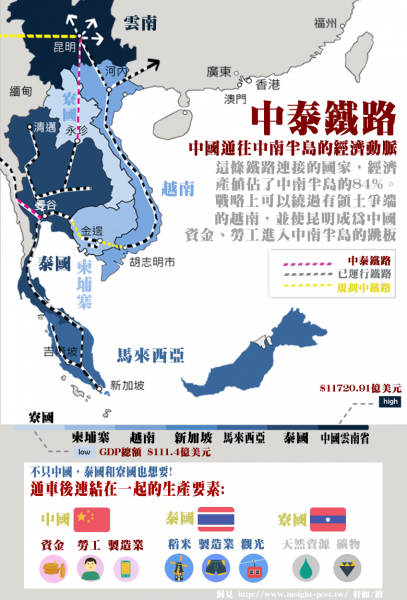 雲南
昆明
福州
河內
廣東
香港
澳門
緬甸
寮國
清邁
永珍
中泰鐵路
中國通往中南半島的經濟動脈
這條鐵路連接的國家，經濟
產值佔了中南半島的84%。
戰略上可以繞過有領土爭端
的越南，並使昆明成為中國
資金、勞工進入中南半島的跳板
越南
曼谷
金邊
泰國
柬埔寨
胡志明市
中泰鐵路
已運行鐵路
規劃中鐵路
吉隆坡
馬來西亞
新加坡
$11720.91億美元
high
寮國
柬埔寨 越南 新加坡 馬來西亞 泰國 中國雲南省
low GDP總額 $111.4億美元
不只中國，泰國和寮國也想要!
通車後連結在一起的生產要素:
中國 泰國 寮國
資金 勞工 製造業 稻米 製造業 觀光 天然資源 礦物
洞見 http://www.insight-post.tw/